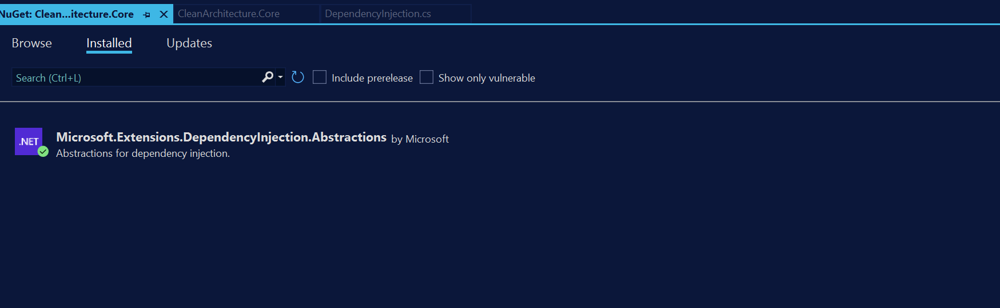 NuGet: Clean...itecture.Core CleanArchitecture.Core DependencyInjection.cs
Browse Installed Updates
Search (Ctrl+L) Include prerelease Show only vulnerable
.NET Microsoft.Extensions.DependencyInjection.Abstractions by Microsoft
Abstractions for dependency injection.